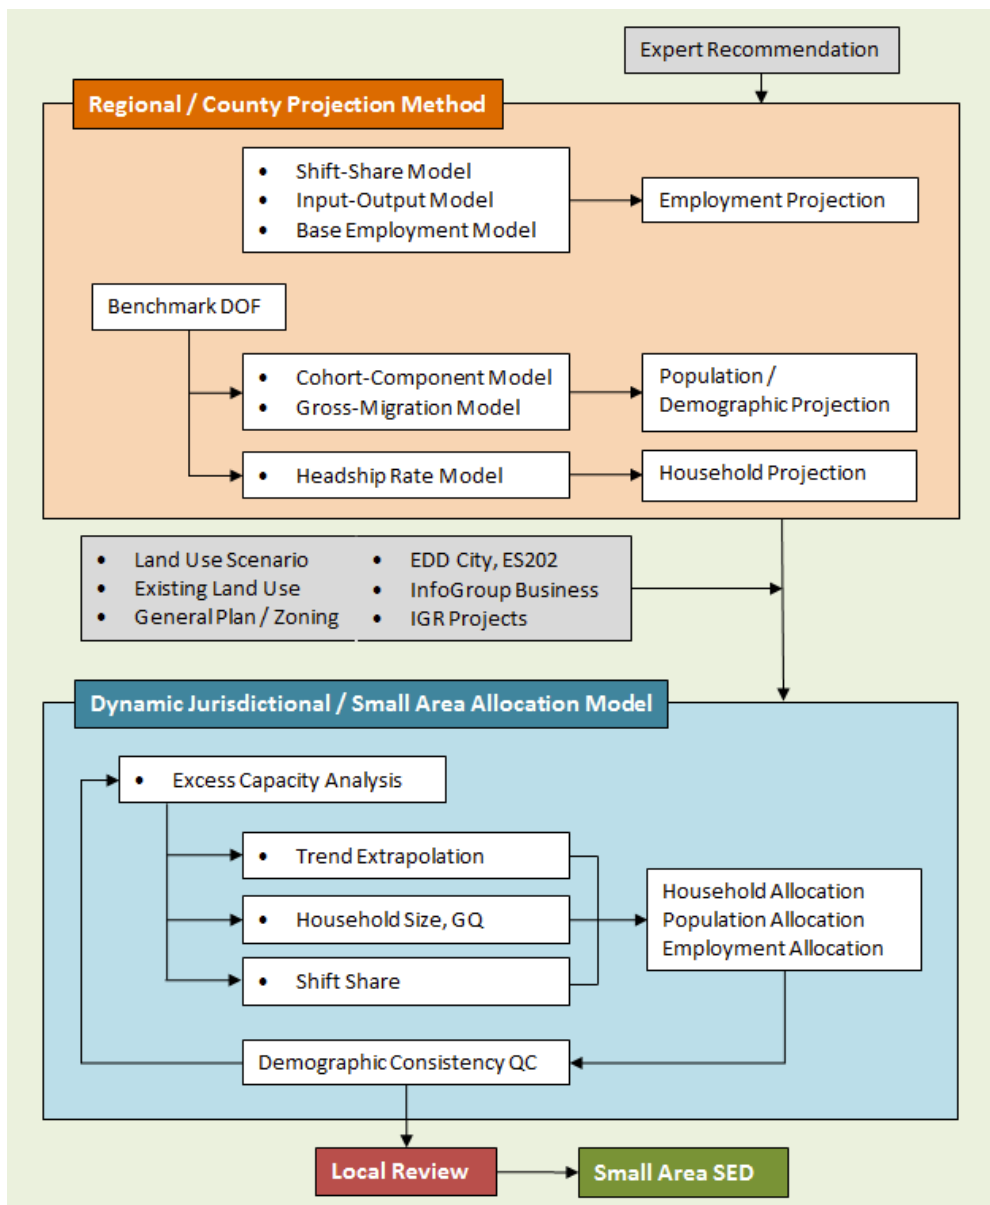 Expert Recommendation
Regional / County Projection Method
• Shift-Share Model
• Input-Output Model
• Base Employment Model
Employment Projection
Benchmark DOF
• Cohort-Component Model
• Gross-Migration Model
Population /
Demographic Projection
• Headship Rate Model
Household Projection
• Land Use Scenario
• Existing Land Use
• General Plan / Zoning
• EDD City, ES202
• InfoGroup Business
• IGR Projects
Dynamic Jurisdictional / Small Area Allocation Model
• Excess Capacity Analysis
• Trend Extrapolation
• Household Size, GQ
• Shift Share
Household Allocation
Population Allocation
Employment Allocation
Demographic Consistency QC
Local Review
Small Area SED